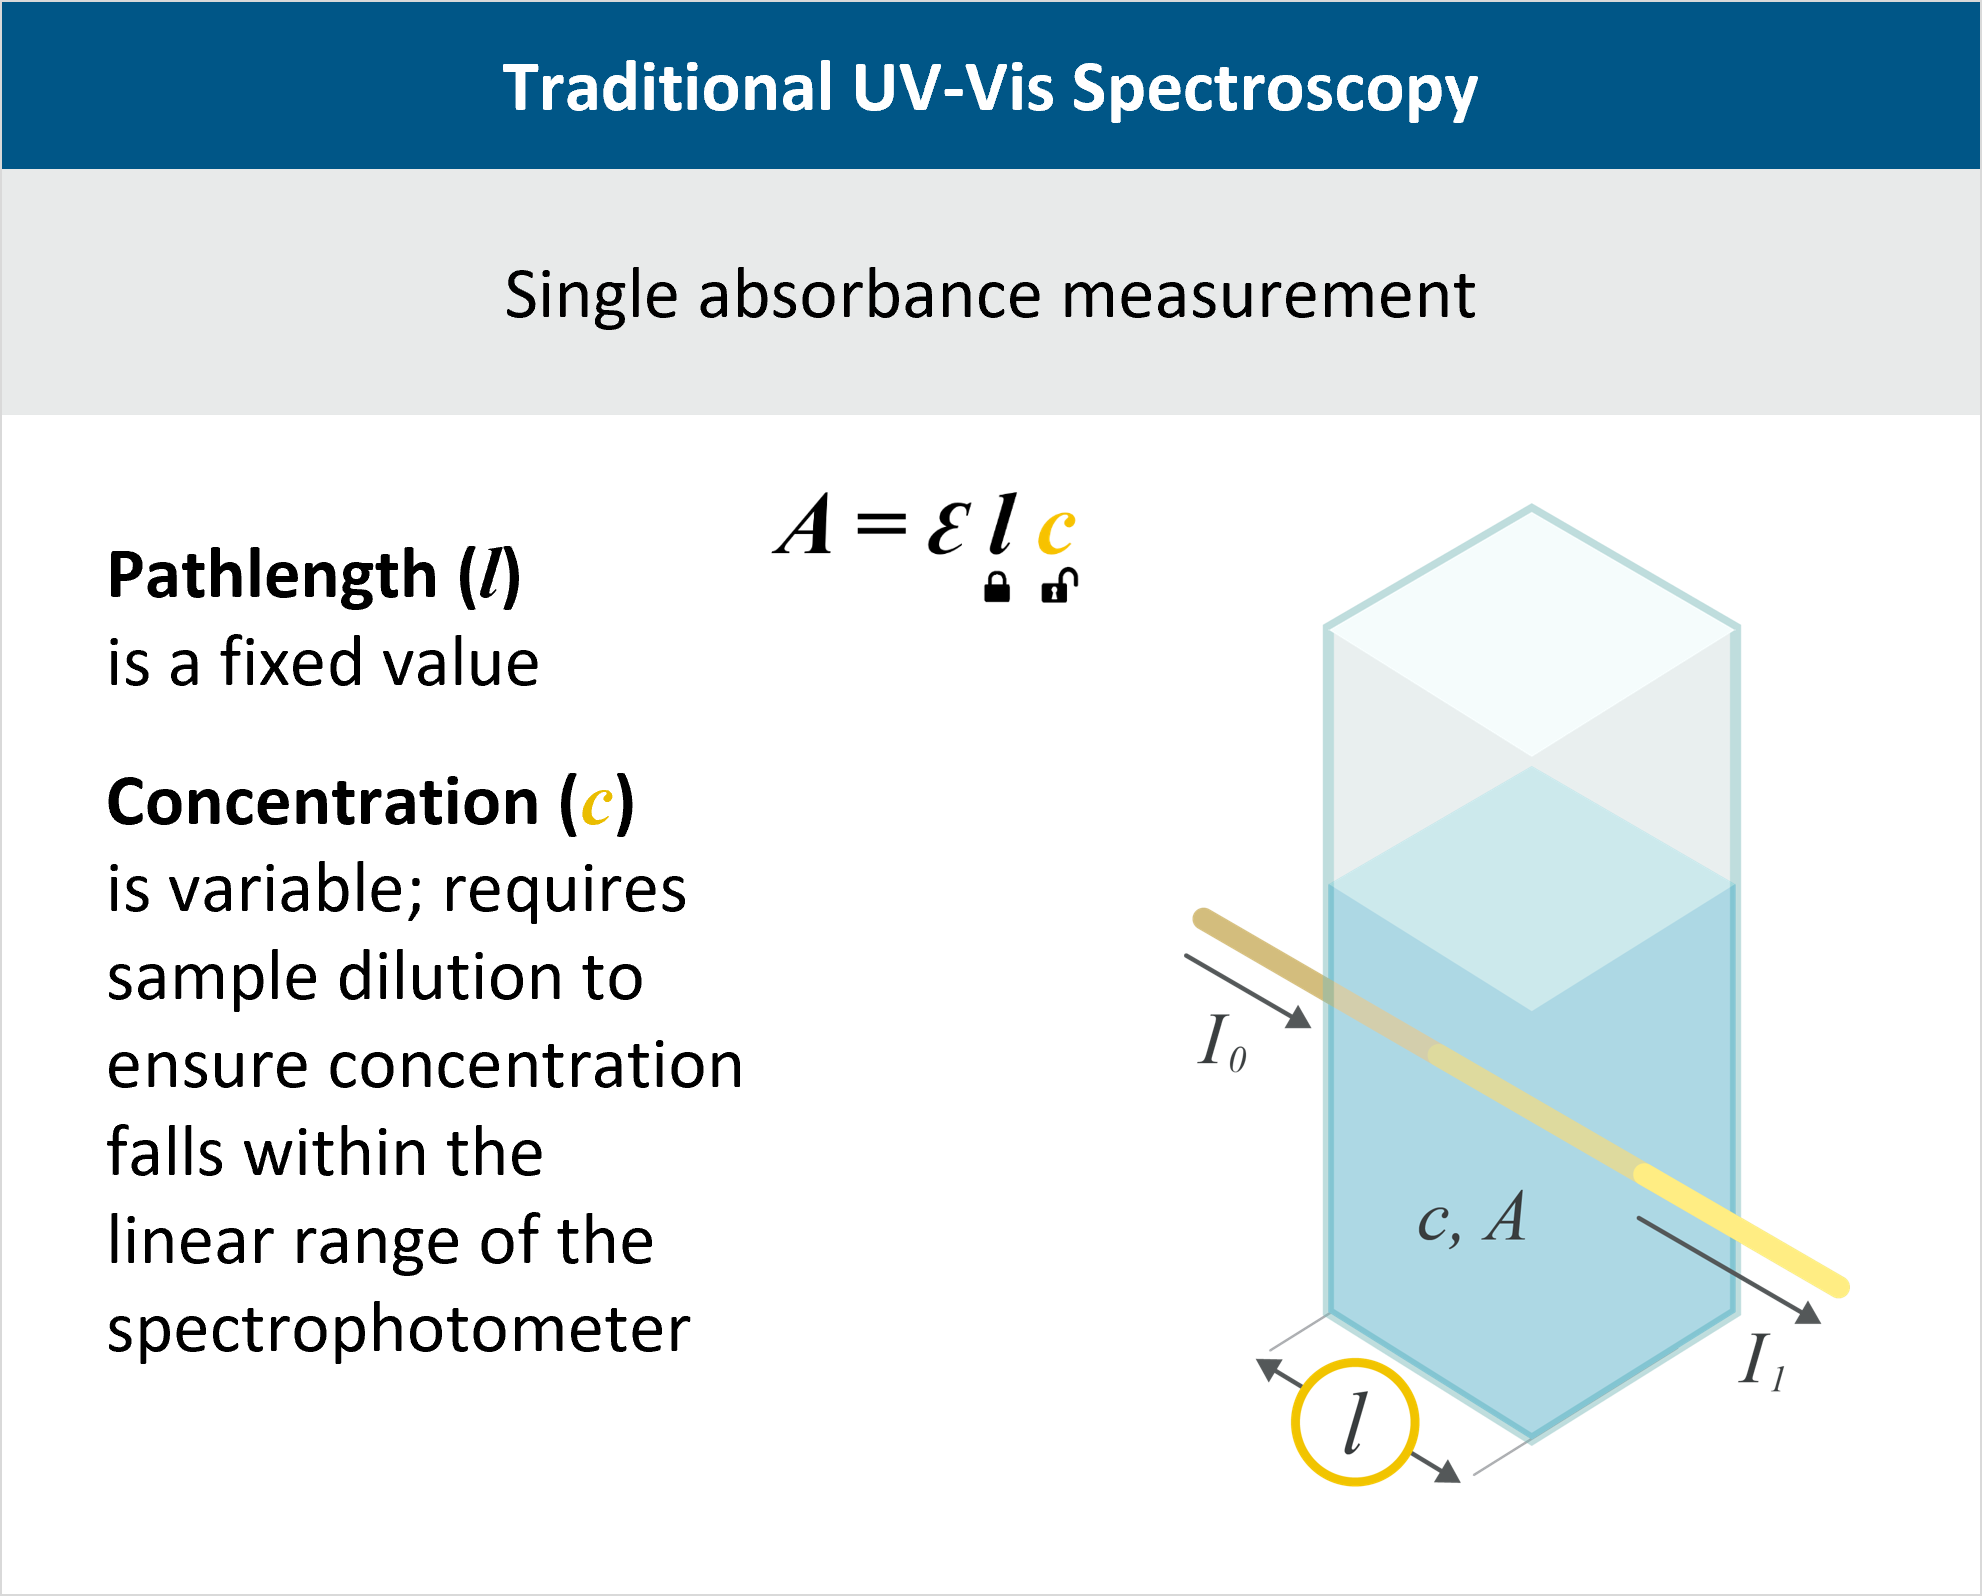 Traditional UV-Vis Spectroscopy
Single absorbance measurement
A = ε l c
Pathlength (l)
is a fixed value
Concentration (c)
is variable; requires
sample dilution to
ensure concentration
falls within the
linear range of the
spectrophotometer
I₀
c, A
I₁
l